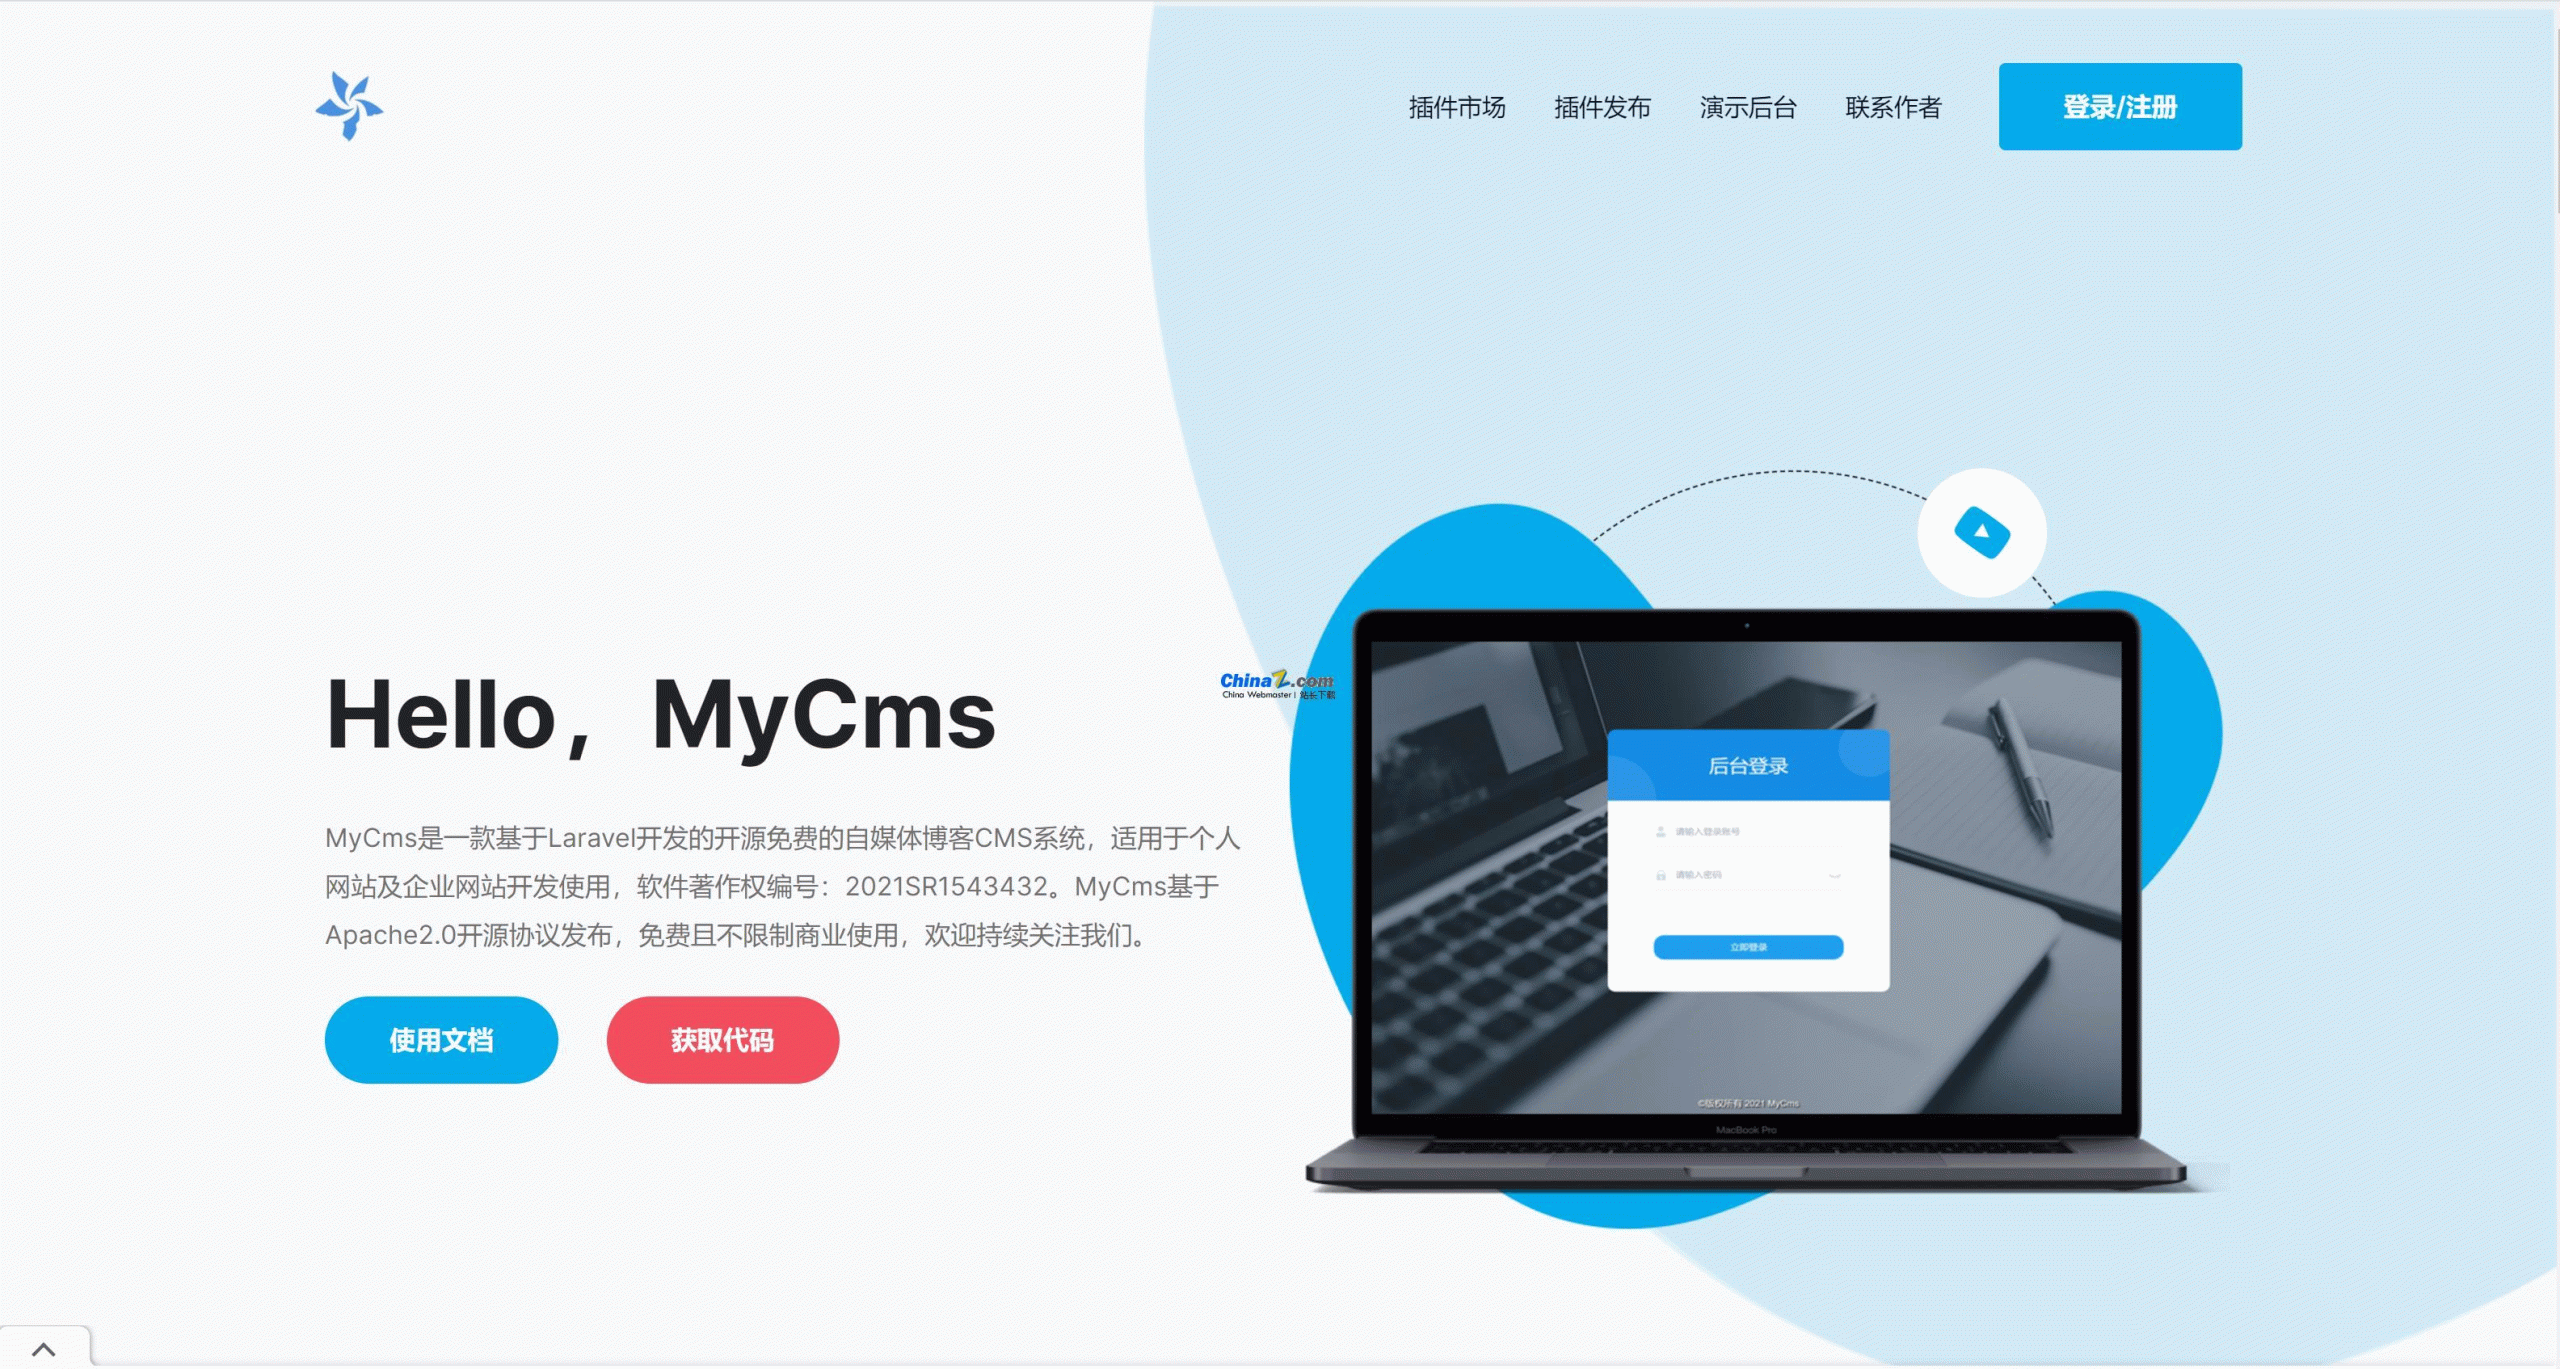 插件市场 插件发布 演示后台 联系作者 登录/注册
ChinaZ.com
China Webmaster | 站长下载
Hello，MyCms
MyCms是一款基于Laravel开发的开源免费的自媒体博客CMS系统，适用于个人
网站及企业网站开发使用，软件著作权编号：2021SR1543432。MyCms基于
Apache2.0开源协议发布，免费且不限制商业使用，欢迎持续关注我们。
使用文档 获取代码
后台登录
请输入登录账号
请输入密码
立即登录
©版权所有 2021 MyCms
MacBook Pro